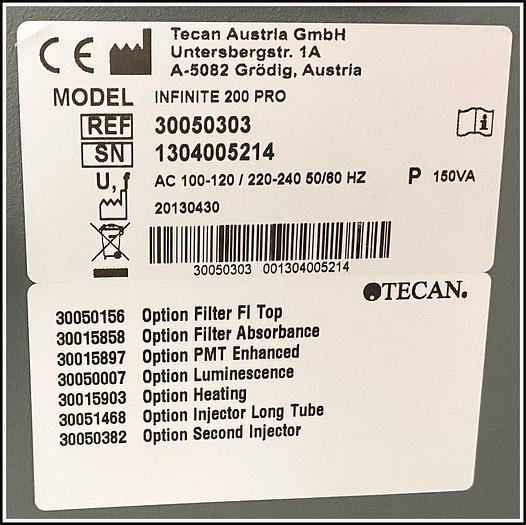 CE Tecan Austria GmbH
Untersbergstr. 1A
A-5082 Grödig, Austria
MODEL INFINITE 200 PRO
REF 30050303
SN 1304005214
U, f AC 100-120 / 220-240 50/60 HZ P 150VA
20130430
30050303 001304005214
TECAN.
30050156 Option Filter FI Top
30015858 Option Filter Absorbance
30015897 Option PMT Enhanced
30050007 Option Luminescence
30015903 Option Heating
30051468 Option Injector Long Tube
30050382 Option Second Injector